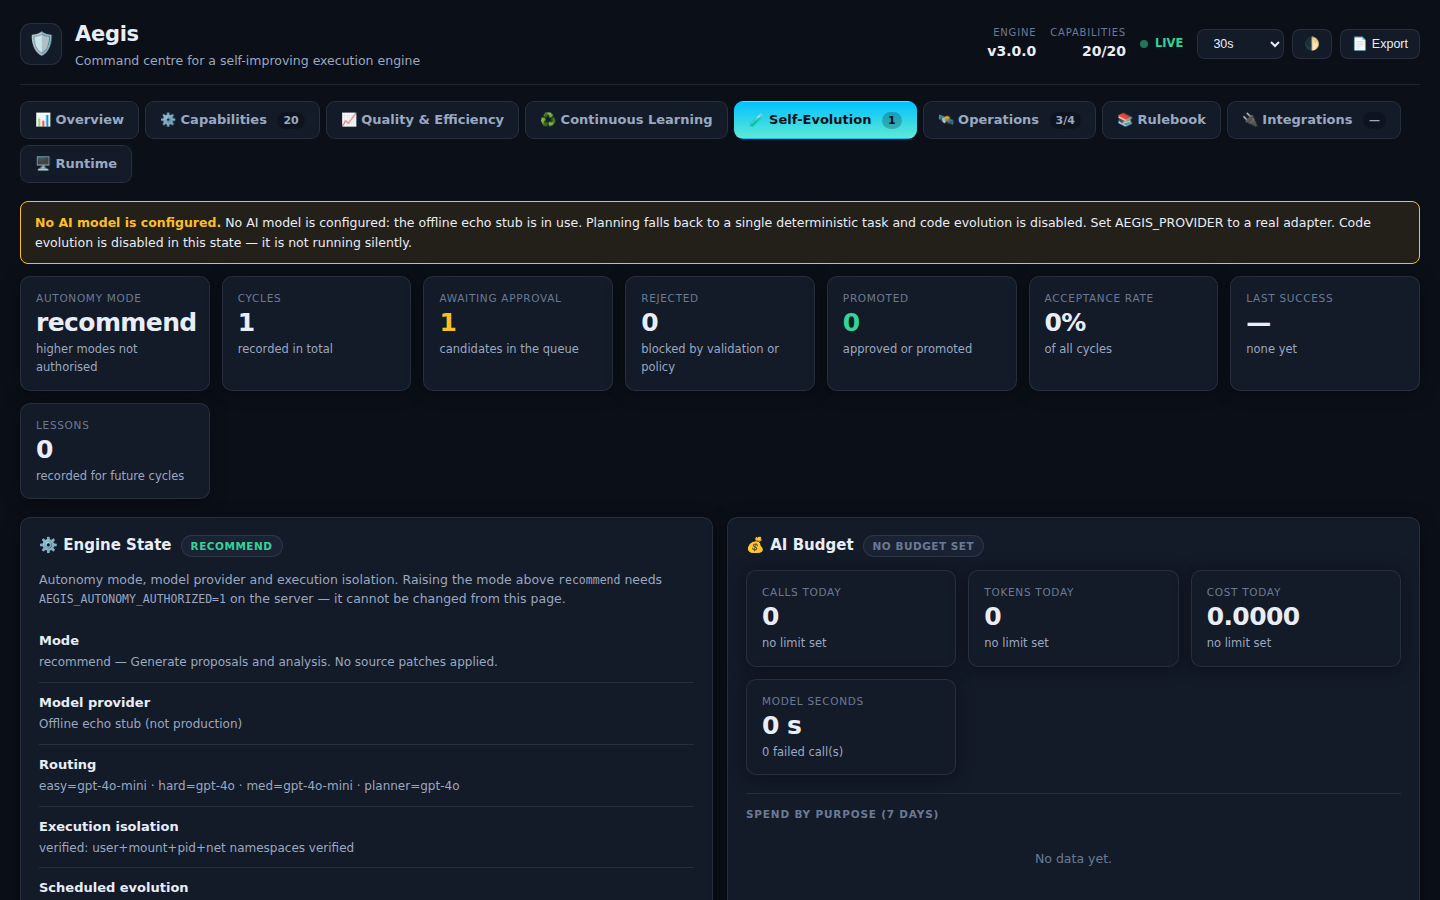 Aegis
Command centre for a self-improving execution engine
ENGINE
v3.0.0
CAPABILITIES
20/20
LIVE
30s
Export
Overview
Capabilities 20
Quality & Efficiency
Continuous Learning
Self-Evolution 1
Operations 3/4
Rulebook
Integrations —
Runtime
No AI model is configured. No AI model is configured: the offline echo stub is in use. Planning falls back to a single deterministic task and code evolution is disabled. Set AEGIS_PROVIDER to a real adapter. Code
evolution is disabled in this state — it is not running silently.
AUTONOMY MODE
recommend
higher modes not
authorised
CYCLES
1
recorded in total
AWAITING APPROVAL
1
candidates in the queue
REJECTED
0
blocked by validation or
policy
PROMOTED
0
approved or promoted
ACCEPTANCE RATE
0%
of all cycles
LAST SUCCESS
—
none yet
LESSONS
0
recorded for future cycles
Engine State RECOMMEND
Autonomy mode, model provider and execution isolation. Raising the mode above recommend needs
AEGIS_AUTONOMY_AUTHORIZED=1 on the server — it cannot be changed from this page.
Mode
recommend — Generate proposals and analysis. No source patches applied.
Model provider
Offline echo stub (not production)
Routing
easy=gpt-4o-mini · hard=gpt-4o · med=gpt-4o-mini · planner=gpt-4o
Execution isolation
verified: user+mount+pid+net namespaces verified
Scheduled evolution
AI Budget NO BUDGET SET
CALLS TODAY
0
no limit set
TOKENS TODAY
0
no limit set
COST TODAY
0.0000
no limit set
MODEL SECONDS
0 s
0 failed call(s)
SPEND BY PURPOSE (7 DAYS)
No data yet.